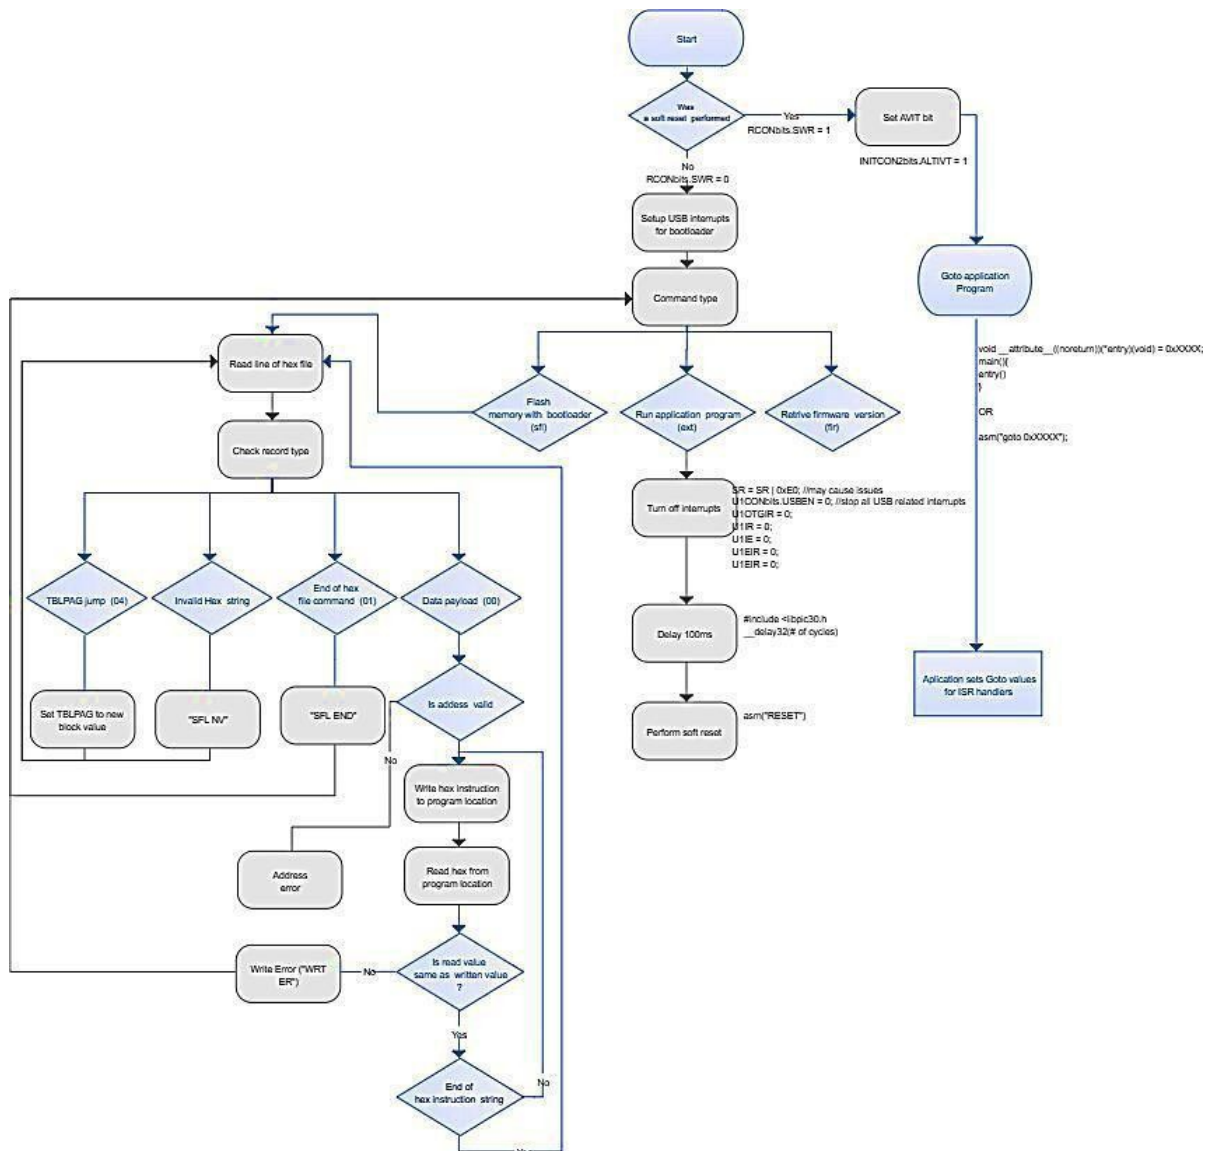 Start
Was
a soft reset performed
Yes
RCONbits.SWR = 1
Set AVIT bit
INITCON2bits.ALTIVT = 1
No
RCONbits.SWR = 0
Setup USB interrupts
for bootloader
Goto application
Program
Command type
void __attribute__((noreturn))(*entry)(void) = 0xXXXX;
main(){
entry()
}
OR
asm("goto 0xXXXX");
Read line of hex file
Flash
memory with bootloader
(sfl)
Run application program
(ext)
Retrive firmware version
(fir)
Check record type
Turn off interrupts
SR = SR | 0xE0; //may cause issues
U1CONbits.USBEN = 0; //stop all USB related interrupts
U1OTGIR = 0;
U1IR = 0;
U1IE = 0;
U1EIR = 0;
U1EIR = 0;
TBLPAG jump (04)
Invalid Hex string
End of hex
file command (01)
Data payload (00)
Delay 100ms
#include <libpic30.h
__delay32(# of cycles)
Set TBLPAG to new
block value
"SFL NV"
"SFL END"
Is addess valid
Aplication sets Goto values
for ISR handlers
Perform soft reset
asm("RESET")
No
Write hex instruction
to program location
Address
error
Read hex from
program location
Write Error ("WRT
ER")
No
Is read value
same as written value
?
Yes
End of
hex instruction string
No